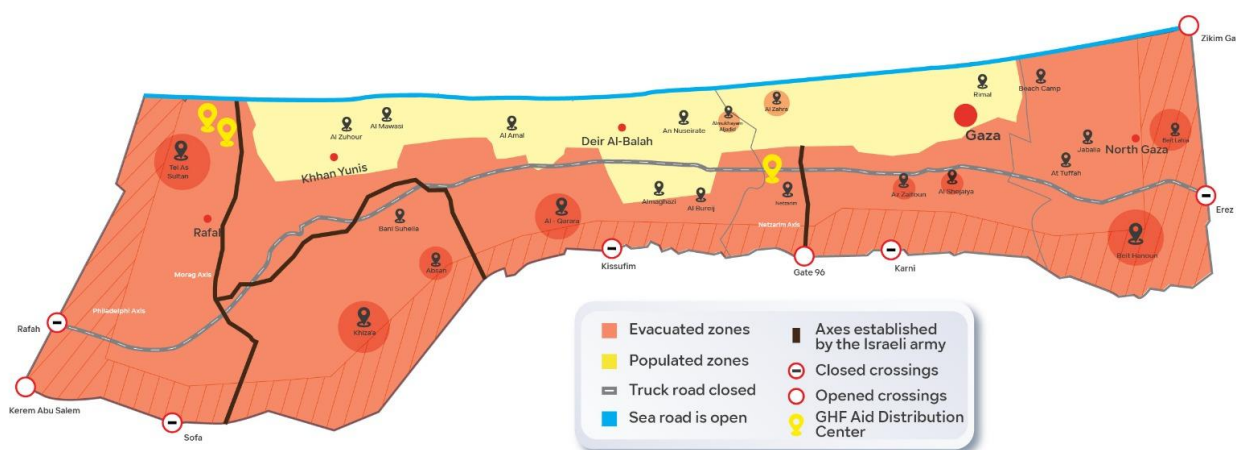 Zikim Ga
Rimal
Beach Camp
Al Zahra
Al Zuhour
Al Mawasi
Al Amal
Deir Al-Balah
An Nuseirate
Gaza
Jabalia
North Gaza
Beit Lahia
At Tuffah
Tel As
Sultan
Khhan Yunis
Almaghazi
Al Bureij
Az Zaitoun
Al Shejaiya
Erez
Rafah
Bani Suheila
Al - Qarara
Netzarim Axis
Kissufim
Gate 96
Karni
Beit Hanoun
Morag Axis
Absan
Philadelphi Axis
Rafah
Khiza'a
Kerem Abu Salem
Sofa
Evacuated zones
Populated zones
Truck road closed
Sea road is open
Axes established
by the Israeli army
Closed crossings
Opened crossings
GHF Aid Distribution
Center